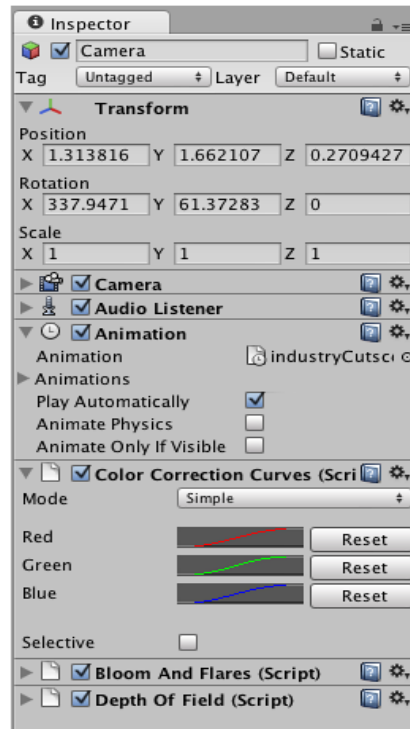 Inspector
Camera Static
Tag Untagged Layer Default
Transform
Position
X 1.313816 Y 1.662107 Z 0.2709427
Rotation
X 337.9471 Y 61.37283 Z 0
Scale
X 1 Y 1 Z 1
Camera
Audio Listener
Animation
Animation industryCutsc
Animations
Play Automatically
Animate Physics
Animate Only If Visible
Color Correction Curves (Scri
Mode Simple
Red Reset
Green Reset
Blue Reset
Selective
Bloom And Flares (Script)
Depth Of Field (Script)